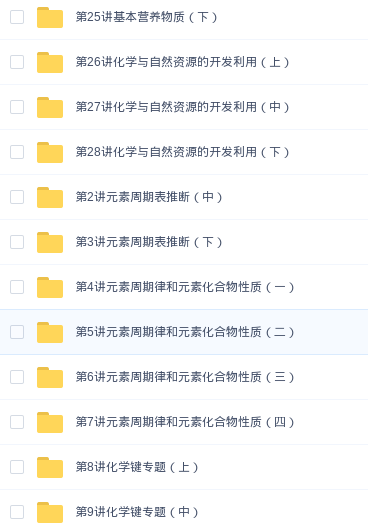 第25讲基本营养物质（下）
第26讲化学与自然资源的开发利用（上）
第27讲化学与自然资源的开发利用（中）
第28讲化学与自然资源的开发利用（下）
第2讲元素周期表推断（中）
第3讲元素周期表推断（下）
第4讲元素周期律和元素化合物性质（一）
第5讲元素周期律和元素化合物性质（二）
第6讲元素周期律和元素化合物性质（三）
第7讲元素周期律和元素化合物性质（四）
第8讲化学键专题（上）
第9讲化学键专题（中）